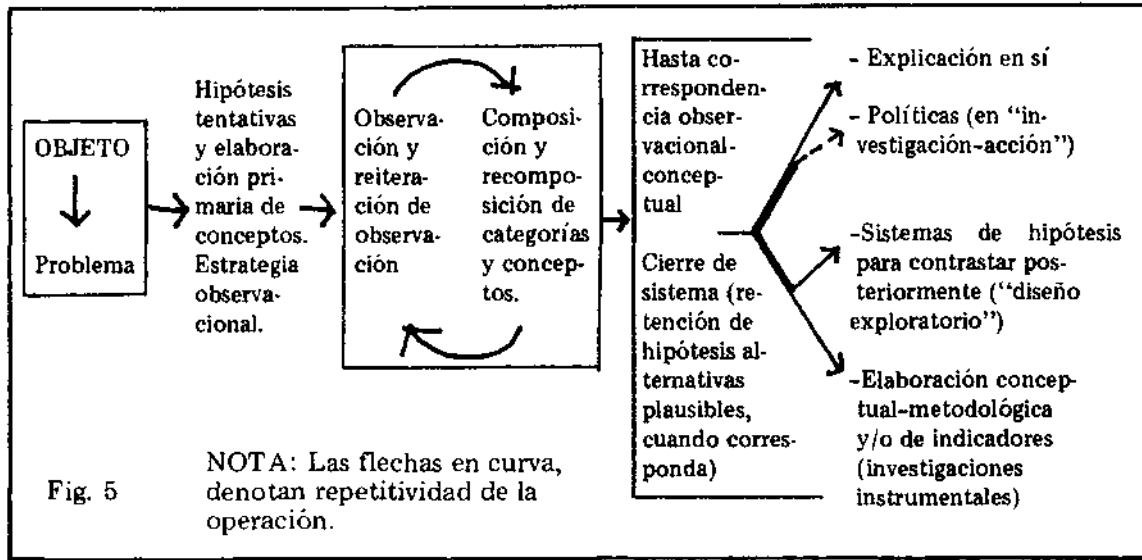 OBJETO
Problema
Hipótesis
tentativas
y elabora-
ción pri-
maria de
conceptos.
Estrategia
observa-
cional.
Observa-
ción y
reitera-
ción de
observa-
ción
Composi-
ción y
recompo-
sición de
categorías
y concep-
tos.
Hasta co-
rresponden-
cia obser-
vacional-
concep-
tual
Cierre de
sistema (re-
tención de
hipótesis al-
ternativas
plausibles,
cuando corres-
ponda)
- Explicación en sí
- Políticas (en “in-
vestigación-acción”)
-Sistemas de hipótesis
para contrastar pos-
teriormente (“diseño
exploratorio”)
-Elaboración concep-
tual-metodológica
y/o de indicadores
(investigaciones
instrumentales)
Fig. 5
NOTA: Las flechas en curva,
denotan repetitividad de la
operación.